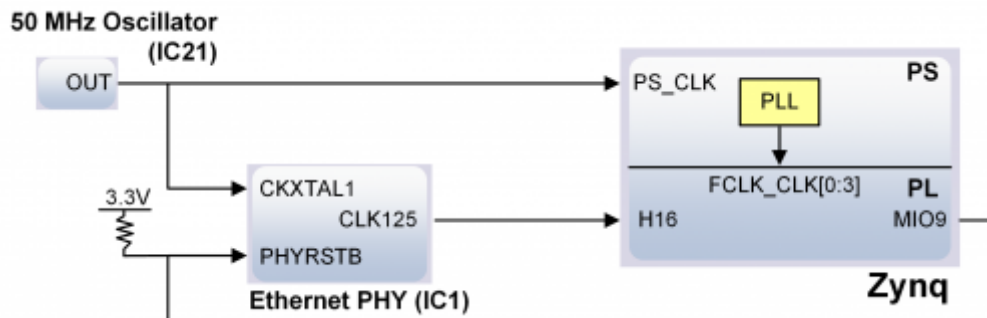 50 MHz Oscillator
(IC21)
OUT
PS_CLK
PS
PLL
3.3V
CKXTAL1
CLK125
PHYRSTB
FCLK_CLK[0:3]
PL
H16
MIO9
Ethernet PHY (IC1)
Zynq